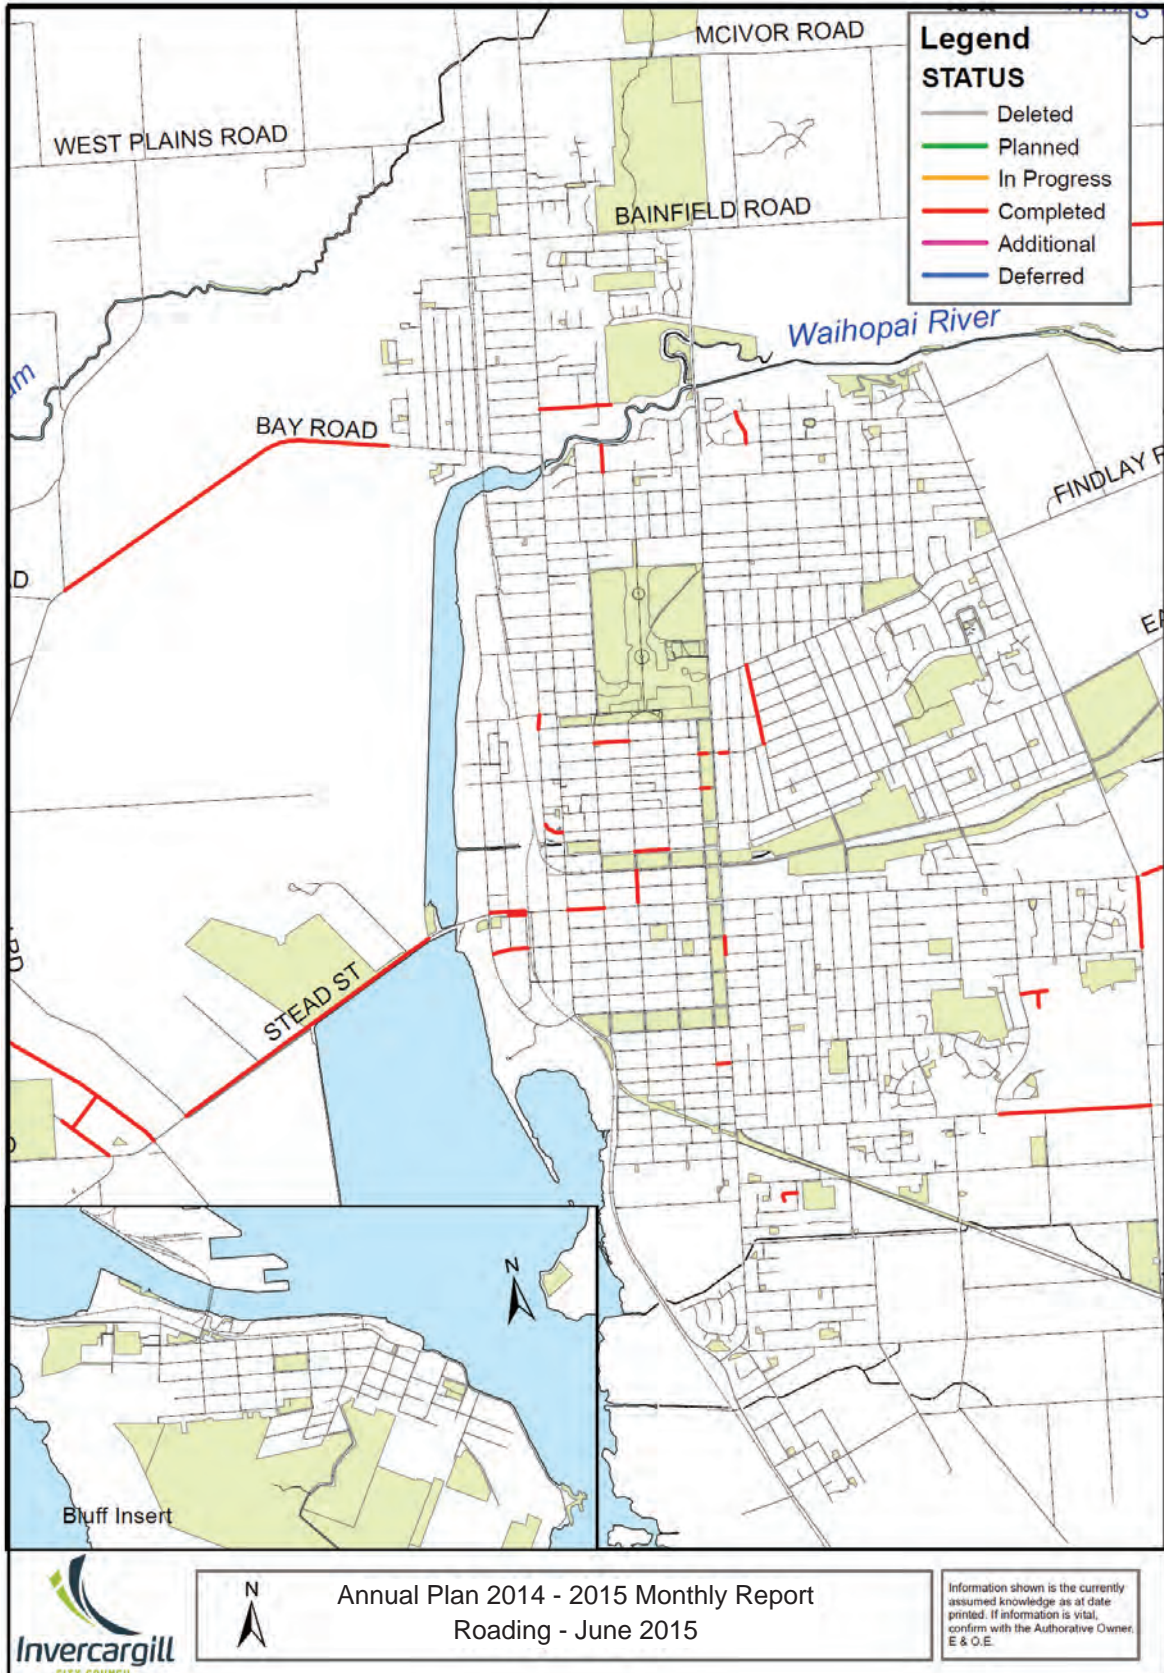 MCIVOR ROAD
Legend
STATUS
Deleted
Planned
In Progress
Completed
Additional
Deferred
WEST PLAINS ROAD
BAINFIELD ROAD
Waihopai River
BAY ROAD
FINDLAY
STEAD ST
N
Bluff Insert
N
Annual Plan 2014 - 2015 Monthly Report
Roading - June 2015
Information shown is the currently
assumed knowledge as at date
printed. If information is vital,
confirm with the Authorative Owner.
E & O.E.
Invercargill
CITY COUNCIL